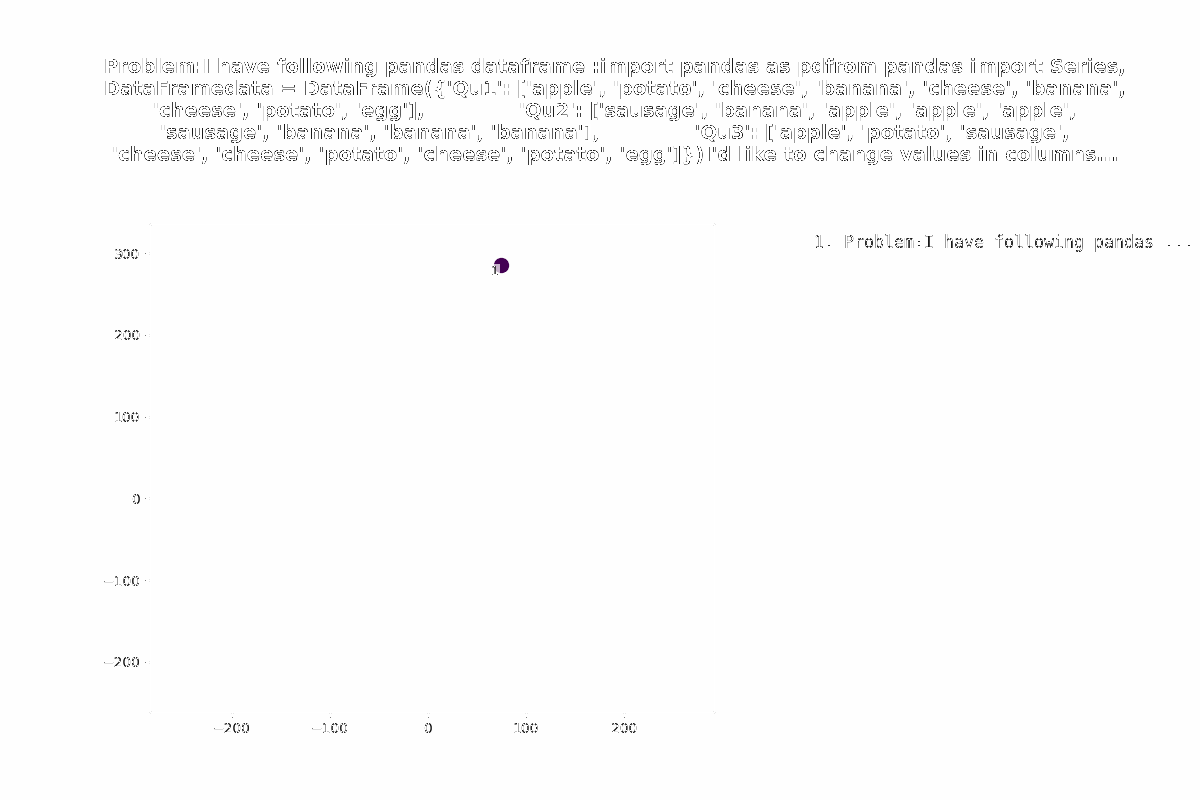 Problem:I have following pandas dataframe :import pandas as pdfrom pandas import Series,
DataFramedata = DataFrame({'Qu1': ['apple', 'potato', 'cheese', 'banana', 'cheese', 'banana',
'cheese', 'potato', 'egg'], 'Qu2': ['sausage', 'banana', 'apple', 'apple', 'apple',
'sausage', 'banana', 'banana', 'banana'], 'Qu3': ['apple', 'potato', 'sausage',
'cheese', 'cheese', 'potato', 'cheese', 'potato', 'egg']})I'd like to change values in columns...
1. Problem:I have following pandas ...
300
1
200
100
0
−100
−200
−200 −100 0 100 200